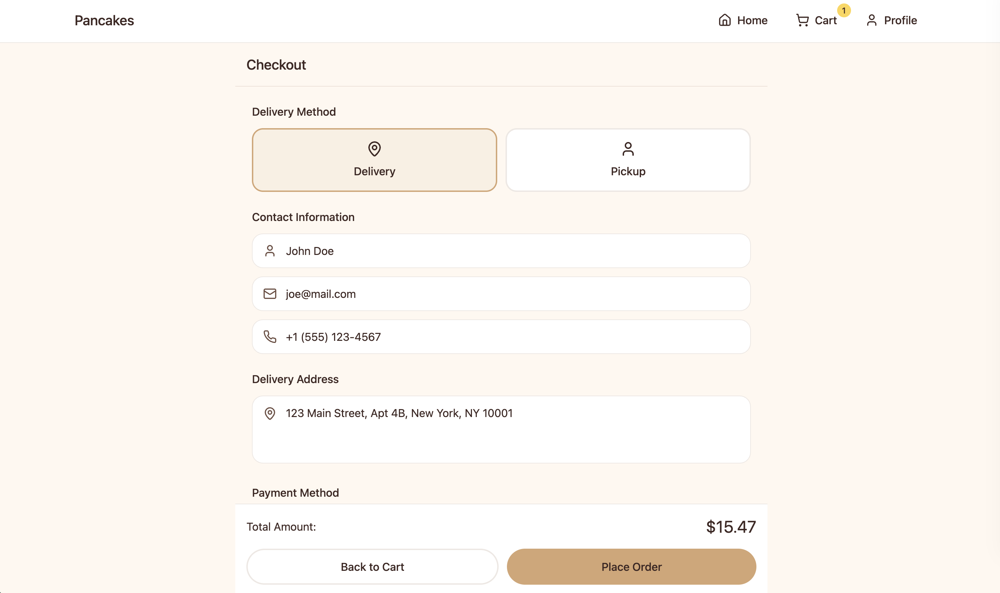 Pancakes
Home
Cart
1
Profile
Checkout
Delivery Method
Delivery
Pickup
Contact Information
John Doe
joe@mail.com
+1 (555) 123-4567
Delivery Address
123 Main Street, Apt 4B, New York, NY 10001
Payment Method
Total Amount:
$15.47
Back to Cart
Place Order